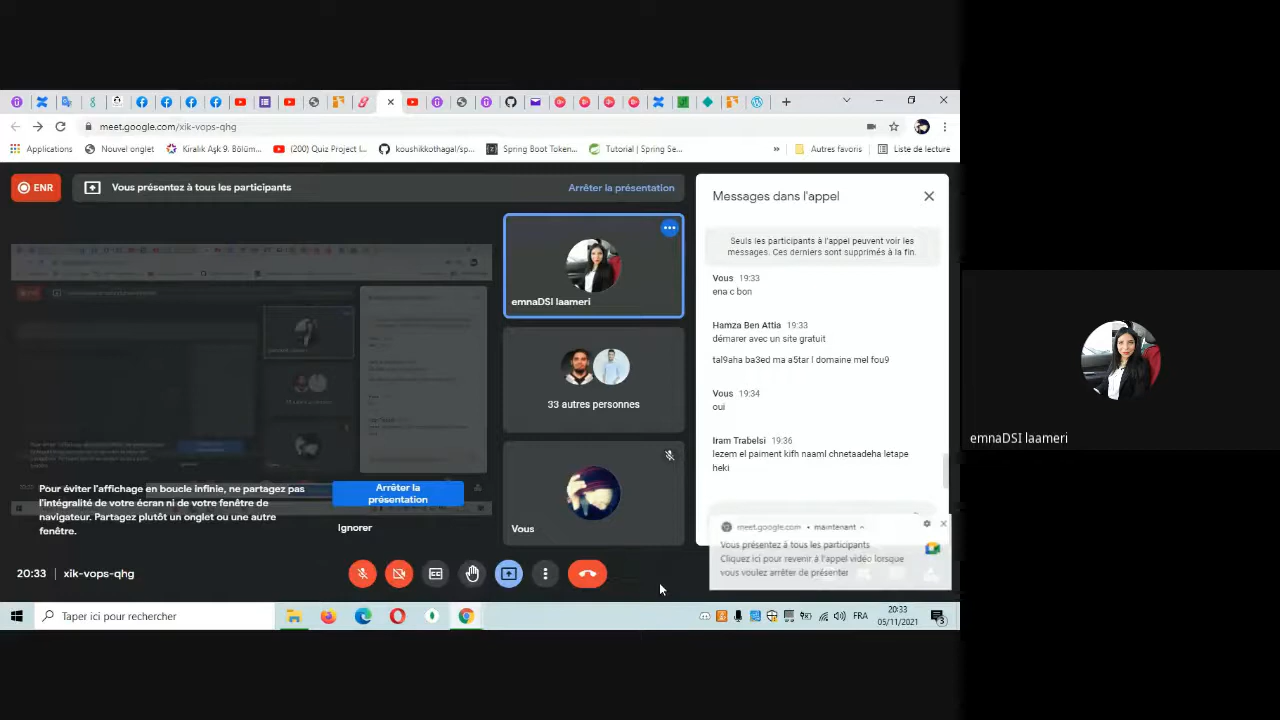 meet.google.com/xik-vops-qhg
Applications
Nouvel onglet
Kiralık Aşk 9. Bölüm...
(200) Quiz Project I...
koushikkothagal/sp...
Spring Boot Token...
Tutorial | Spring Se...
»
Autres favoris
Liste de lecture
ENR
Vous présentez à tous les participants
Arrêter la présentation
Messages dans l'appel
Seuls les participants à l'appel peuvent voir les
messages. Ces derniers sont supprimés à la fin.
Vous 19:33
ena c bon
Hamza Ben Attia 19:33
démarer avec un site gratuit
tal9aha ba3ed ma a5tar l domaine mel fou9
Vous 19:34
oui
Iram Trabelsi 19:36
lezem el paiment kifh naaml chnetaadeha letape
heki
emnaDSI laameri
33 autres personnes
Vous
Pour éviter l'affichage en boucle infinie, ne partagez pas
l'intégralité de votre écran ni de votre fenêtre de
navigateur. Partagez plutôt un onglet ou une autre
fenêtre.
Arrêter la
présentation
Ignorer
meet.google.com • maintenant
Vous présentez à tous les participants
Cliquez ici pour revenir à l'appel vidéo lorsque
vous voulez arrêter de présenter
20:33 | xik-vops-qhg
Taper ici pour rechercher
FRA
20:33
05/11/2021
3
emnaDSI laameri